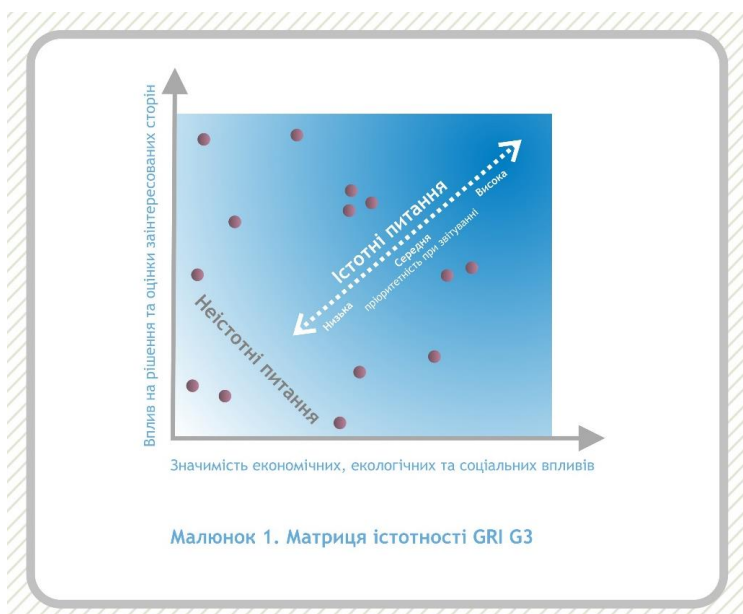 Вплив на рішення та оцінки заінтересованих сторін
Істотні питання
Низька
Середня
Висока
пріоритетність при звітуванні
Неістотні питання
Значимість економічних, екологічних та соціальних впливів
Малюнок 1. Матриця істотності GRI G3